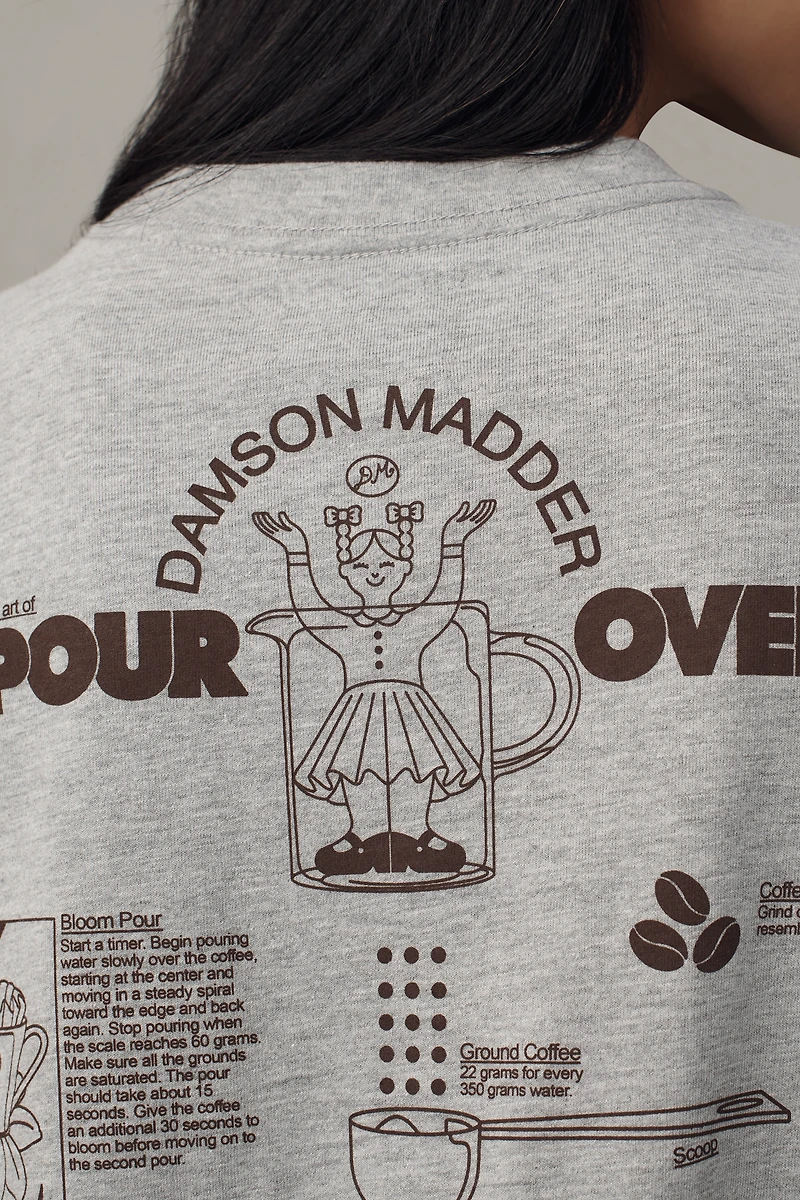 DAMSON MADDER
DM
art of
POUR OVE
Bloom Pour
Start a timer. Begin pouring
water slowly over the coffee,
starting at the center and
moving in a steady spiral
toward the edge and back
again. Stop pouring when
the scale reaches 60 grams.
Make sure all the grounds
are saturated. The pour
should take about 15
seconds. Give the coffee
an additional 30 seconds to
bloom before moving on to
the second pour.
Coffe
Grind
resem
Ground Coffee
22 grams for every
350 grams water.
Scoop